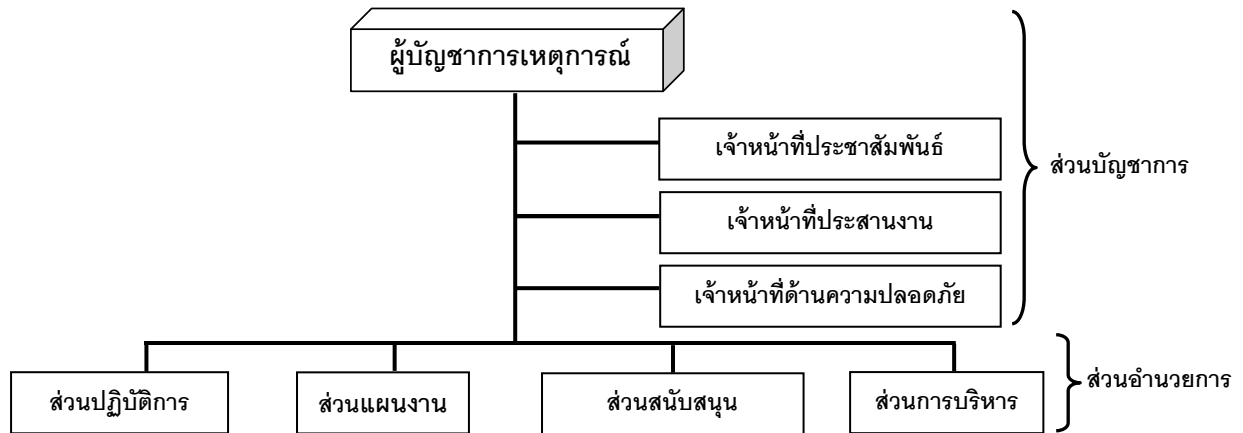 ผู้บัญชาการเหตุการณ์
เจ้าหน้าที่ประชาสัมพันธ์
ส่วนบัญชาการ
เจ้าหน้าที่ประสานงาน
เจ้าหน้าที่ด้านความปลอดภัย
ส่วนปฏิบัติการ
ส่วนแผนงาน
ส่วนสนับสนุน
ส่วนการบริหาร
ส่วนอำนวยการ